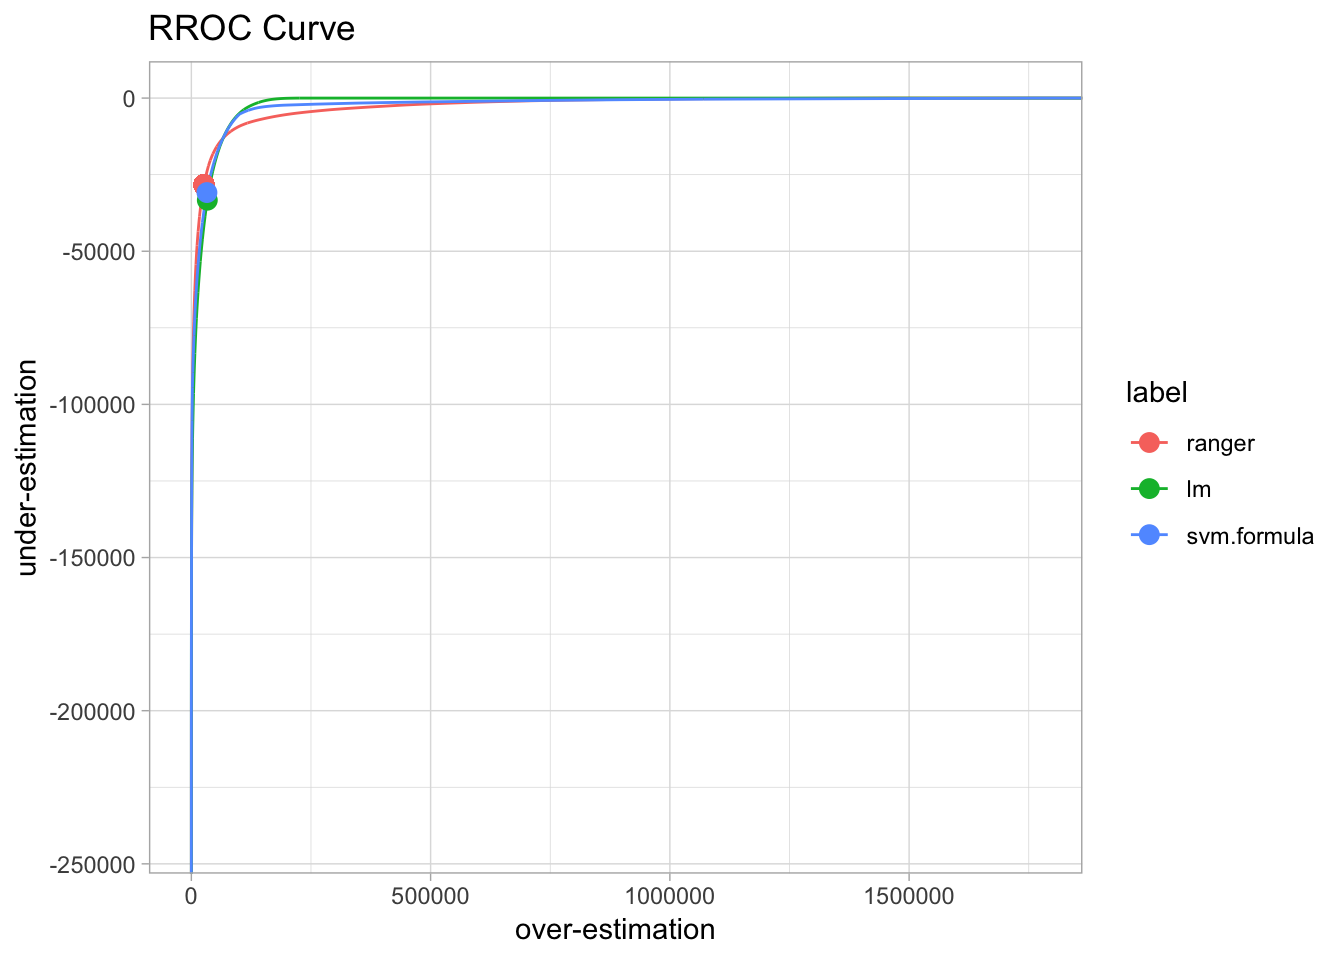 RROC Curve
0
-50000
-100000
-150000
-200000
-250000
under-estimation
0 500000 1000000 1500000
over-estimation
label
ranger
lm
svm.formula